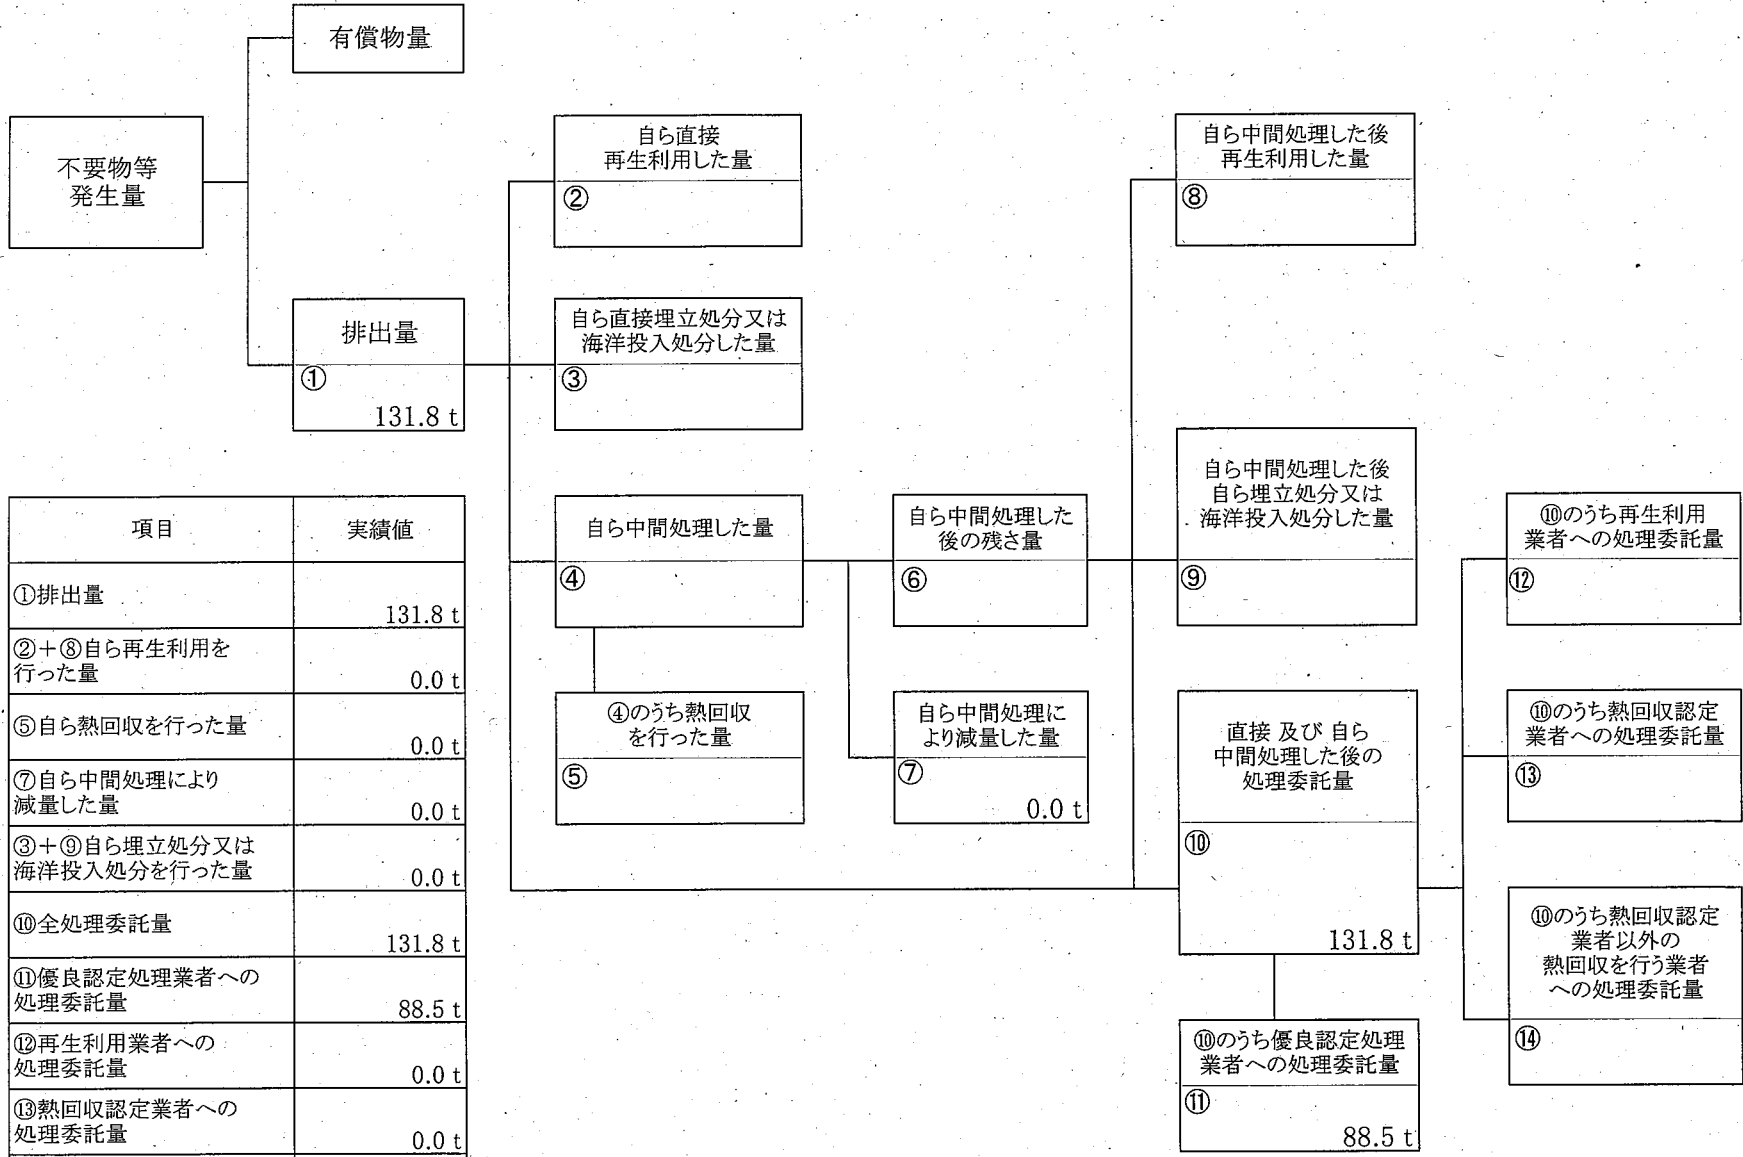 有償物量
不要物等
発生量
排出量
①
131.8 t
自ら直接
再生利用した量
②
自ら直接埋立処分又は
海洋投入処分した量
③
自ら中間処理した量
④
④のうち熱回収
を行った量
⑤
自ら中間処理した
後の残さ量
⑥
自ら中間処理に
より減量した量
⑦
0.0 t
自ら中間処理した後
再生利用した量
⑧
自ら中間処理した後
自ら埋立処分又は
海洋投入処分した量
⑨
直接 及び 自ら
中間処理した後の
処理委託量
⑩
131.8 t
⑩のうち優良認定処理
業者への処理委託量
⑪
88.5 t
⑩のうち再生利用
業者への処理委託量
⑫
⑩のうち熱回収認定
業者への処理委託量
⑬
⑩のうち熱回収認定
業者以外の
熱回収を行う業者
への処理委託量
⑭
項目 実績値
①排出量
131.8 t
②+⑧自ら再生利用を
行った量
0.0 t
⑤自ら熱回収を行った量
0.0 t
⑦自ら中間処理により
減量した量
0.0 t
③+⑨自ら埋立処分又は
海洋投入処分を行った量
0.0 t
⑩全処理委託量
131.8 t
⑪優良認定処理業者への
処理委託量
88.5 t
⑫再生利用業者への
処理委託量
0.0 t
⑬熱回収認定業者への
処理委託量
0.0 t